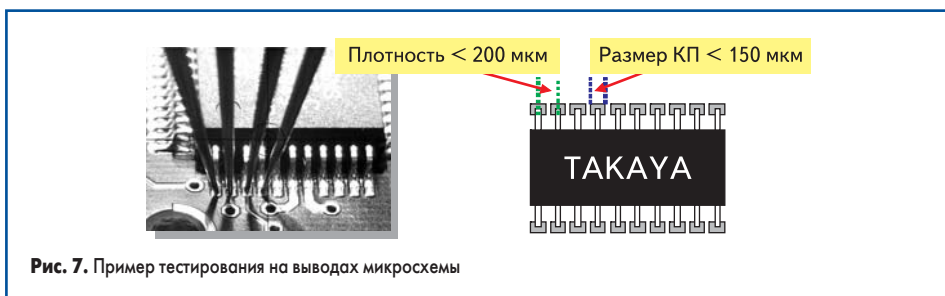 Плотность < 200 мкм
Размер КП < 150 мкм
TAKAYA
Рис. 7. Пример тестирования на выводах микросхемы